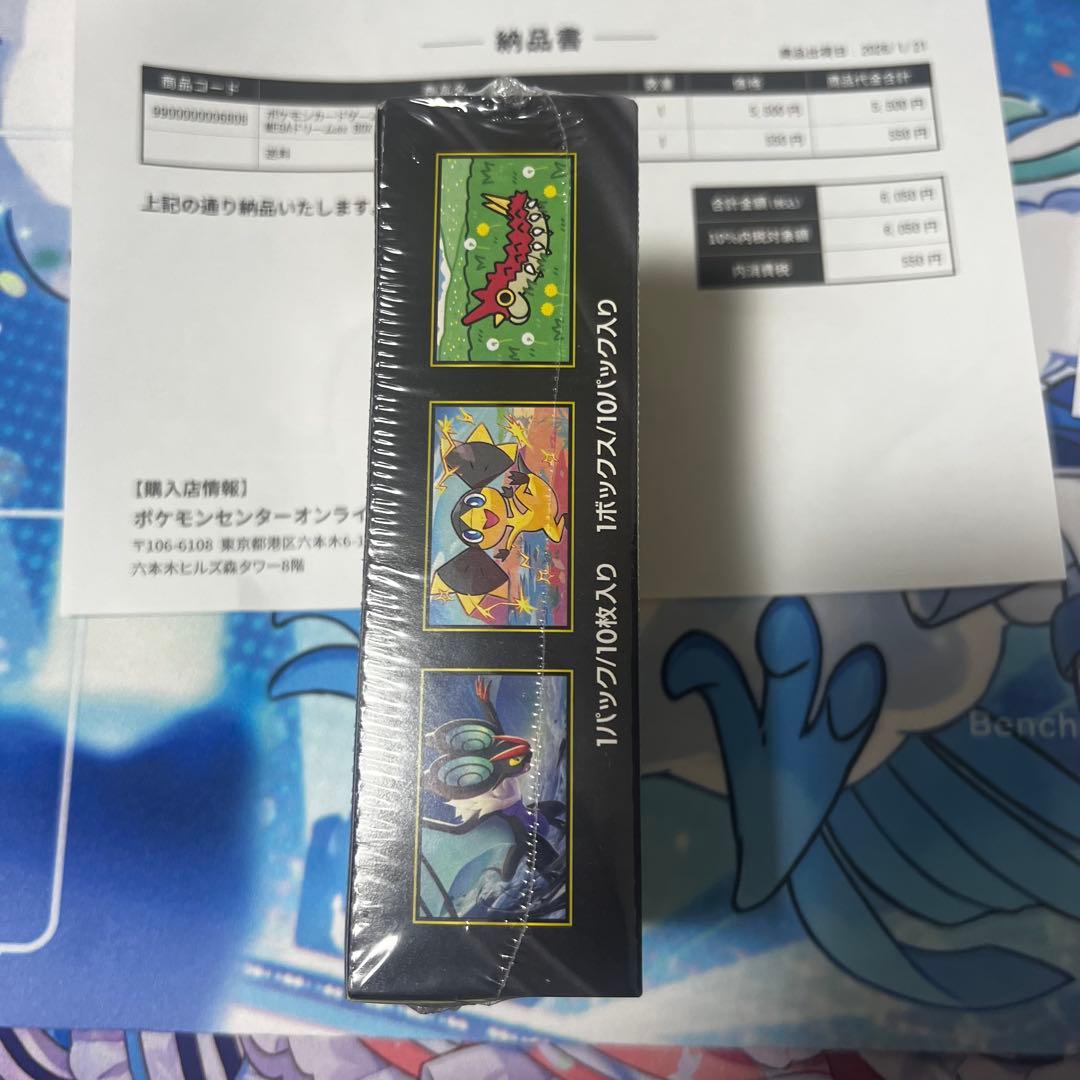 納品書
商品出荷日 : 2026/1/21
商品コード
数量
価格
商品代金合計
9900000006808
ポケモンカードゲー
MEGAドリームex BOX
1
5,500 円
5,500 円
送料
1
550 円
550 円
上記の通り納品いたします。
合計金額(税込)
6,050 円
10%内税対象額
6,050 円
内消費税
550 円
【購入店情報】
ポケモンセンターオンライ
〒106-6108 東京都港区六本木6-1
六本木ヒルズ森タワー8階
1パック/10枚入り 1ボックス/10パック入り
Bench